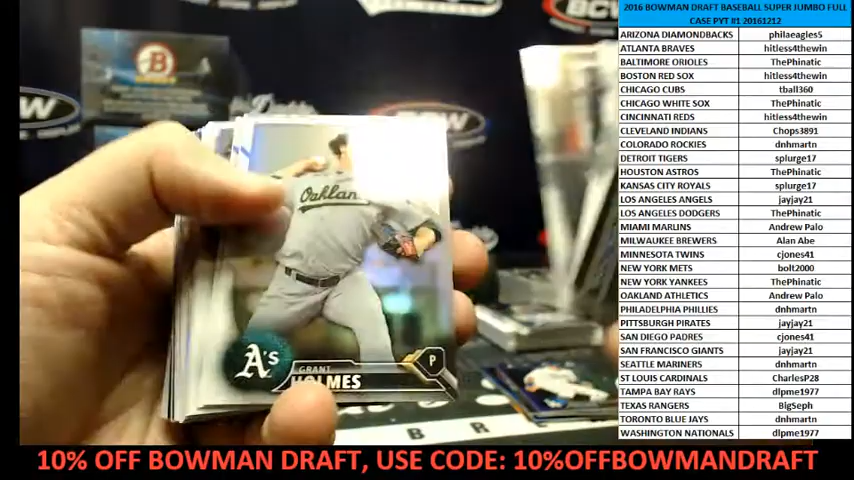 2016 BOWMAN DRAFT BASEBALL SUPER JUMBO FULL
CASE PYT #1 20161212
ARIZONA DIAMONDBACKS philaeagles5
ATLANTA BRAVES hitless4thewin
BALTIMORE ORIOLES ThePhinatic
BOSTON RED SOX hitless4thewin
CHICAGO CUBS tball360
CHICAGO WHITE SOX ThePhinatic
CINCINNATI REDS hitless4thewin
CLEVELAND INDIANS Chops3891
COLORADO ROCKIES dnhmartn
DETROIT TIGERS splurge17
HOUSTON ASTROS ThePhinatic
KANSAS CITY ROYALS splurge17
LOS ANGELES ANGELS jayjay21
LOS ANGELES DODGERS ThePhinatic
MIAMI MARLINS Andrew Palo
MILWAUKEE BREWERS Alan Abe
MINNESOTA TWINS cjones41
NEW YORK METS bolt2000
NEW YORK YANKEES ThePhinatic
OAKLAND ATHLETICS Andrew Palo
PHILADELPHIA PHILLIES dnhmartn
PITTSBURGH PIRATES jayjay21
SAN DIEGO PADRES cjones41
SAN FRANCISCO GIANTS jayjay21
SEATTLE MARINERS dnhmartn
ST LOUIS CARDINALS CharlesP28
TAMPA BAY RAYS dlpme1977
TEXAS RANGERS BigSeph
TORONTO BLUE JAYS dnhmartn
WASHINGTON NATIONALS dlpme1977
B
BCW
Oakland
A's
P
GRANT
HOLMES
B R
10% OFF BOWMAN DRAFT, USE CODE: 10%OFFBOWMANDRAFT